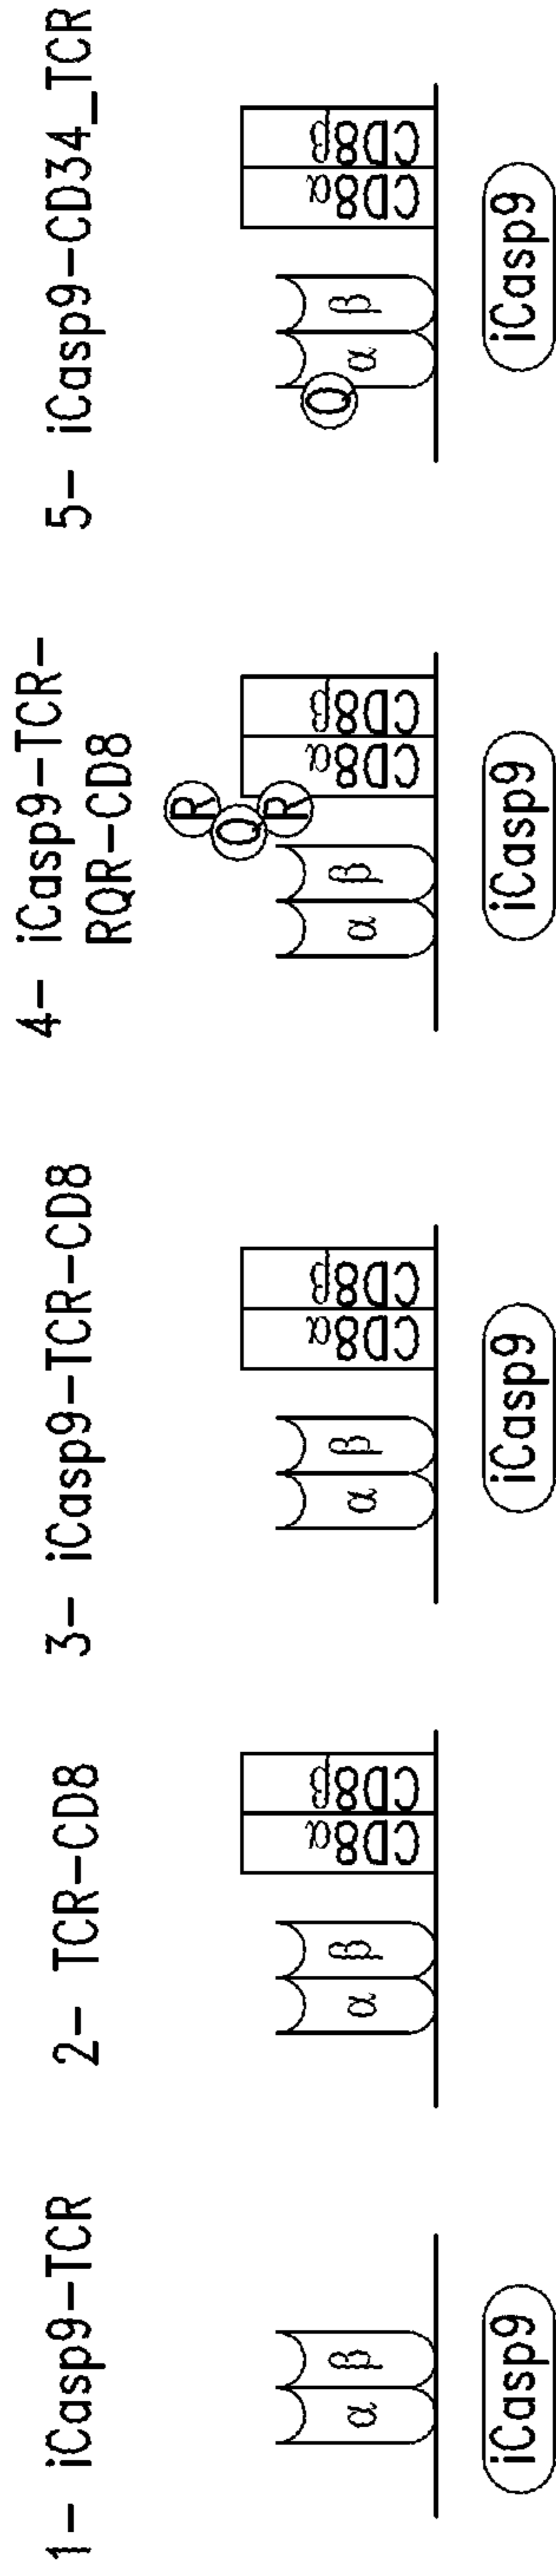 1- iCasp9-TCR
α β
iCasp9
2- TCR-CD8
α β CD8α CD8β
3- iCasp9-TCR-CD8
α β CD8α CD8β
iCasp9
4- iCasp9-TCR-
RQR-CD8
R
Q
R
α β CD8α CD8β
iCasp9
5- iCasp9-CD34_TCR
Q
α β CD8α CD8β
iCasp9